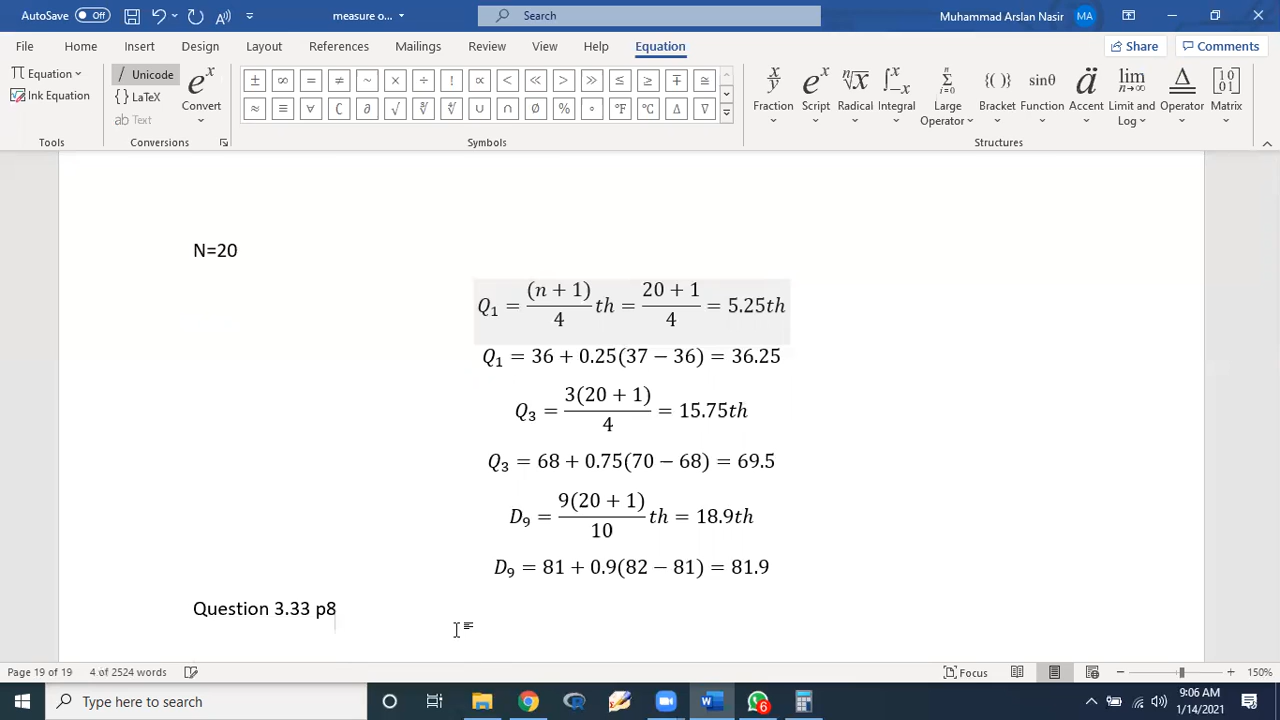 AutoSave Off measure o... Search Muhammad Arslan Nasir MA
File Home Insert Design Layout References Mailings Review View Help Equation Share Comments
Equation Unicode
Ink Equation LaTeX Convert
Text
± ∞ = ≠ ~ × ÷ ! ∝ < ≪ > ≫ ≤ ≥ ∓ ≅
≈ ≡ ∀ ∁ ∂ √ ∛ ∜ ∪ ∩ ∅ % ° °F °C ∆ ∇
Fraction Script Radical Integral Large Operator Bracket Function Accent Limit and Log Operator Matrix
Tools Conversions Symbols Structures
N=20
Q₁ = (n + 1)/4 th = 20 + 1/4 = 5.25th
Q₁ = 36 + 0.25(37 − 36) = 36.25
Q₃ = 3(20 + 1)/4 = 15.75th
Q₃ = 68 + 0.75(70 − 68) = 69.5
D₉ = 9(20 + 1)/10 th = 18.9th
D₉ = 81 + 0.9(82 − 81) = 81.9
Question 3.33 p8
Page 19 of 19 4 of 2524 words Focus 150%
Type here to search 6 9:06 AM
1/14/2021